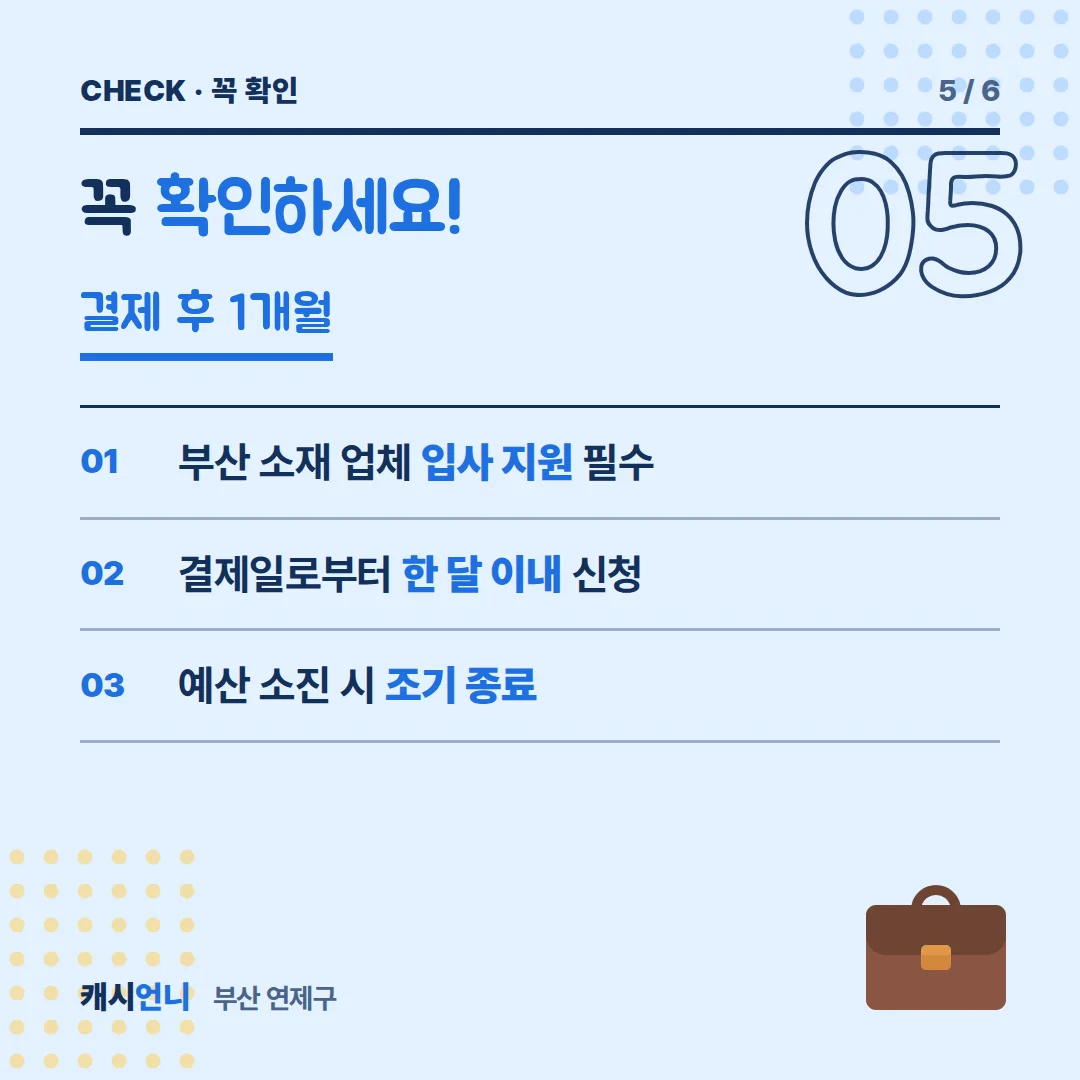 CHECK · 꼭 확인
5 / 6
05
꼭 확인하세요!
결제 후 1개월
01 부산 소재 업체 입사 지원 필수
02 결제일로부터 한 달 이내 신청
03 예산 소진 시 조기 종료
캐시언니 부산 연제구